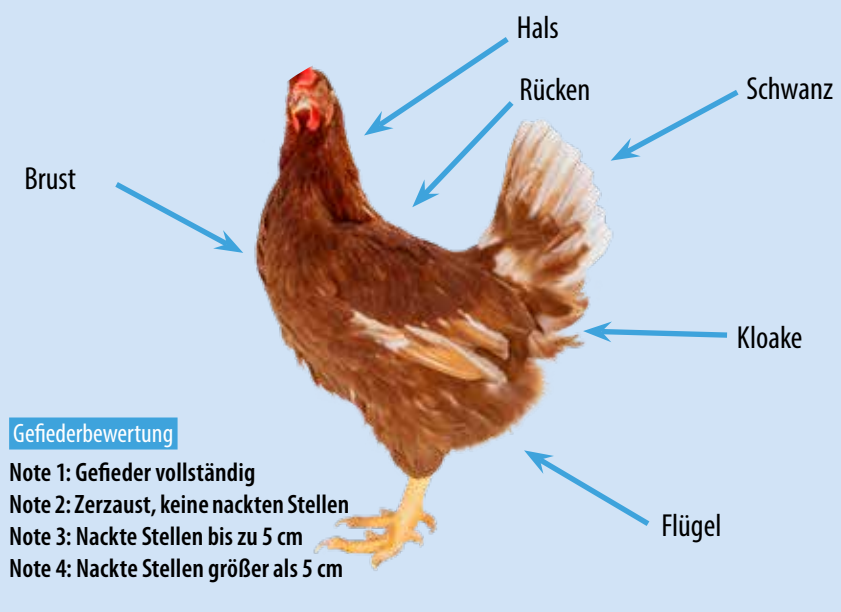 Hals
Rücken
Schwanz
Brust
Kloake
Gefiederbewertung
Note 1: Gefieder vollständig
Note 2: Zerzaust, keine nackten Stellen
Note 3: Nackte Stellen bis zu 5 cm
Note 4: Nackte Stellen größer als 5 cm
Flügel